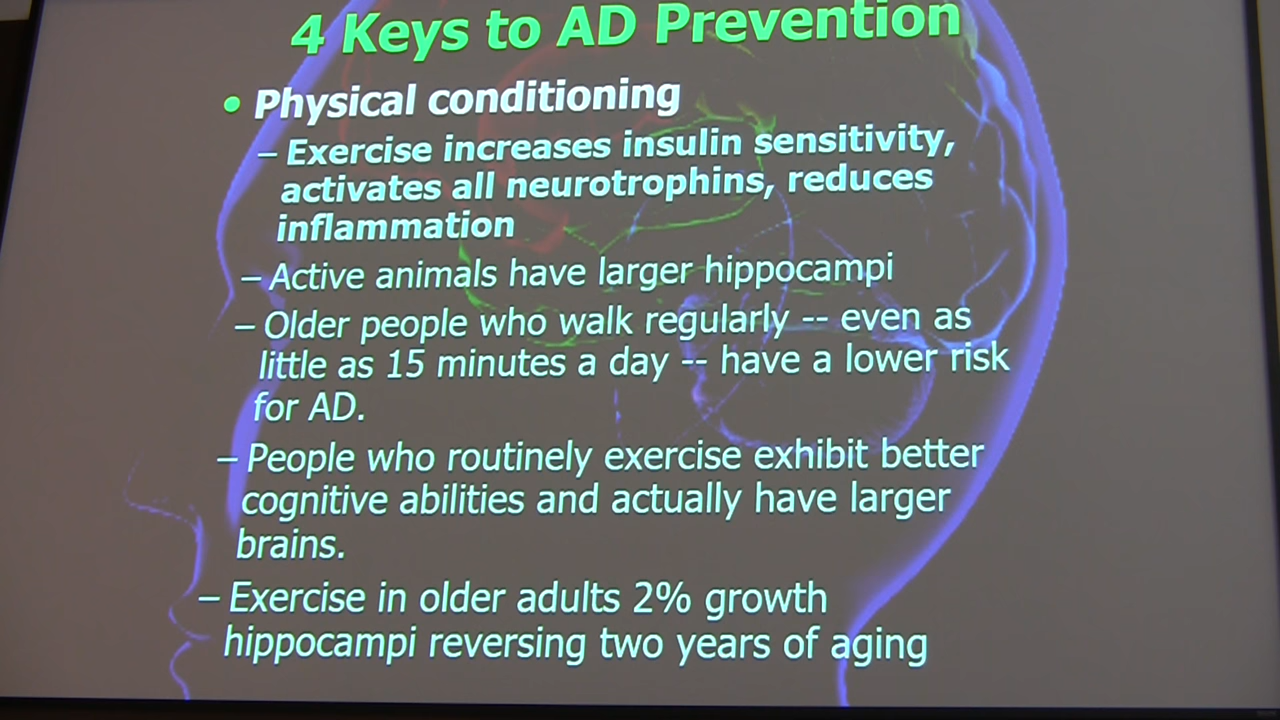 4 Keys to AD Prevention
• Physical conditioning
– Exercise increases insulin sensitivity,
activates all neurotrophins, reduces
inflammation
– Active animals have larger hippocampi
– Older people who walk regularly -- even as
little as 15 minutes a day -- have a lower risk
for AD.
– People who routinely exercise exhibit better
cognitive abilities and actually have larger
brains.
– Exercise in older adults 2% growth
hippocampi reversing two years of aging